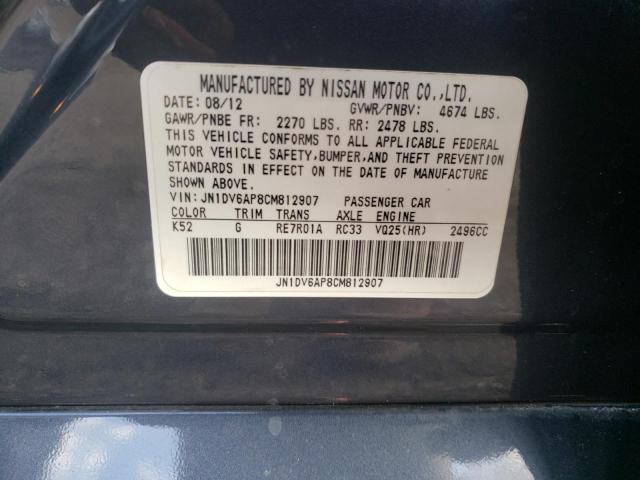 MANUFACTURED BY NISSAN MOTOR CO.,LTD.
DATE: 08/12 GVWR/PNBV: 4674 LBS.
GAWR/PNBE FR: 2270 LBS. RR: 2478 LBS.
THIS VEHICLE CONFORMS TO ALL APPLICABLE FEDERAL
MOTOR VEHICLE SAFETY,BUMPER,AND THEFT PREVENTION
STANDARDS IN EFFECT ON THE DATE OF MANUFACTURE
SHOWN ABOVE.
VIN:JN1DV6AP8CM812907 PASSENGER CAR
COLOR TRIM TRANS AXLE ENGINE
K52 G RE7R01A RC33 VQ25(HR) 2496CC
JN1DV6AP8CM812907